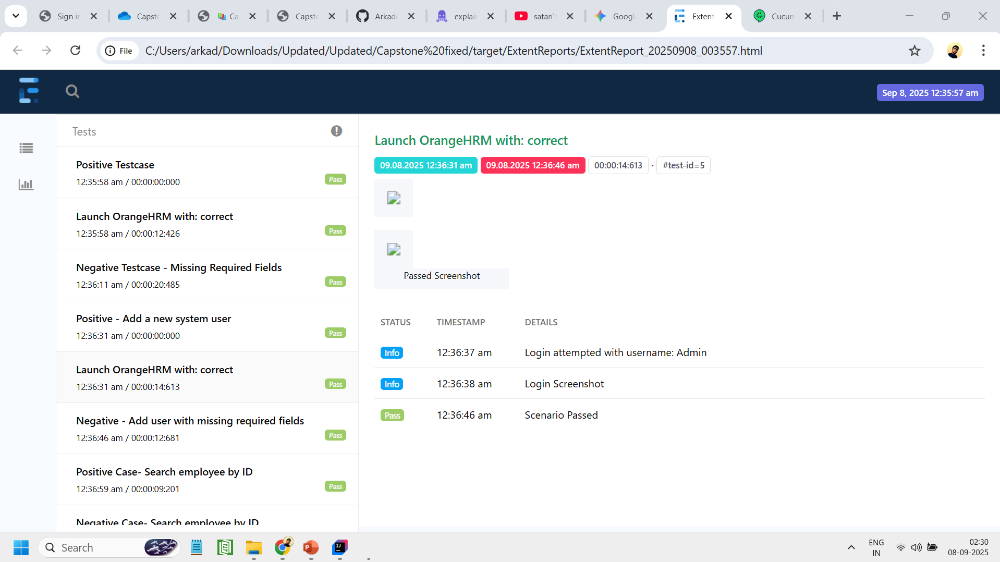 Sign in
Capsto
Ca
Capsto
Arkade
explain
satan's
Google
Extent
Cucum
File
C:/Users/arkad/Downloads/Updated/Updated/Capstone%20fixed/target/ExtentReports/ExtentReport_20250908_003557.html
Sep 8, 2025 12:35:57 am
Tests
Positive Testcase
12:35:58 am / 00:00:00:000
Pass
Launch OrangeHRM with: correct
12:35:58 am / 00:00:12:426
Pass
Negative Testcase - Missing Required Fields
12:36:11 am / 00:00:20:485
Pass
Positive - Add a new system user
12:36:31 am / 00:00:00:000
Pass
Launch OrangeHRM with: correct
12:36:31 am / 00:00:14:613
Pass
Negative - Add user with missing required fields
12:36:46 am / 00:00:12:681
Pass
Positive Case- Search employee by ID
12:36:59 am / 00:00:09:201
Pass
Negative Case- Search employee by ID
Launch OrangeHRM with: correct
09.08.2025 12:36:31 am 09.08.2025 12:36:46 am 00:00:14:613 · #test-id=5
Passed Screenshot
STATUS TIMESTAMP DETAILS
Info 12:36:37 am Login attempted with username: Admin
Info 12:36:38 am Login Screenshot
Pass 12:36:46 am Scenario Passed
Search
ENG
IN
02:30
08-09-2025